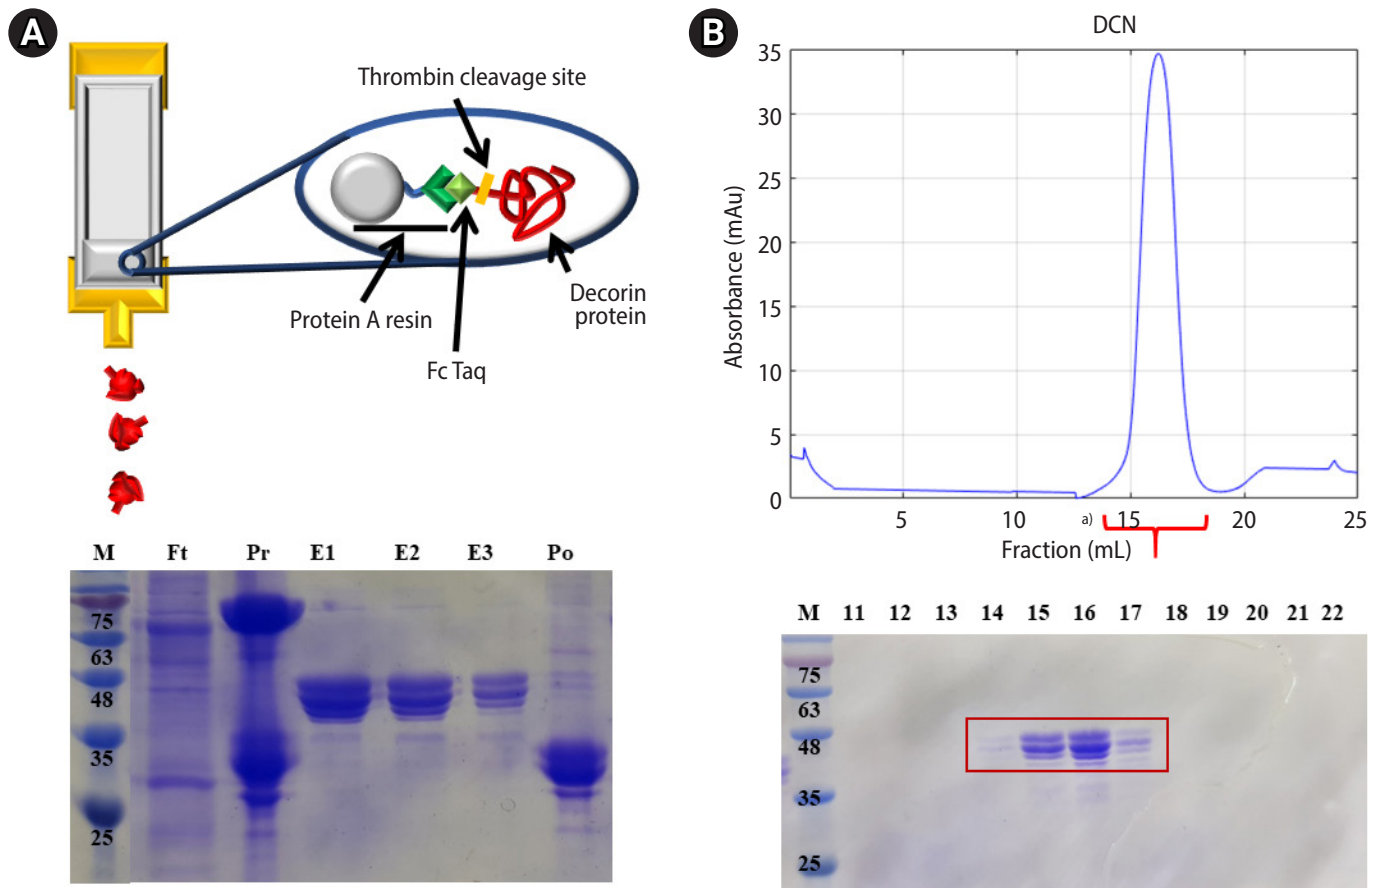 A
Thrombin cleavage site
Protein A resin
Decorin
protein
Fc Taq
M Ft Pr E1 E2 E3 Po
75
63
48
35
25
B
DCN
Absorbance (mAu)
35
30
25
20
15
10
5
0
5 10 15 20 25
a)
Fraction (mL)
M 11 12 13 14 15 16 17 18 19 20 21 22
75
63
48
35
25